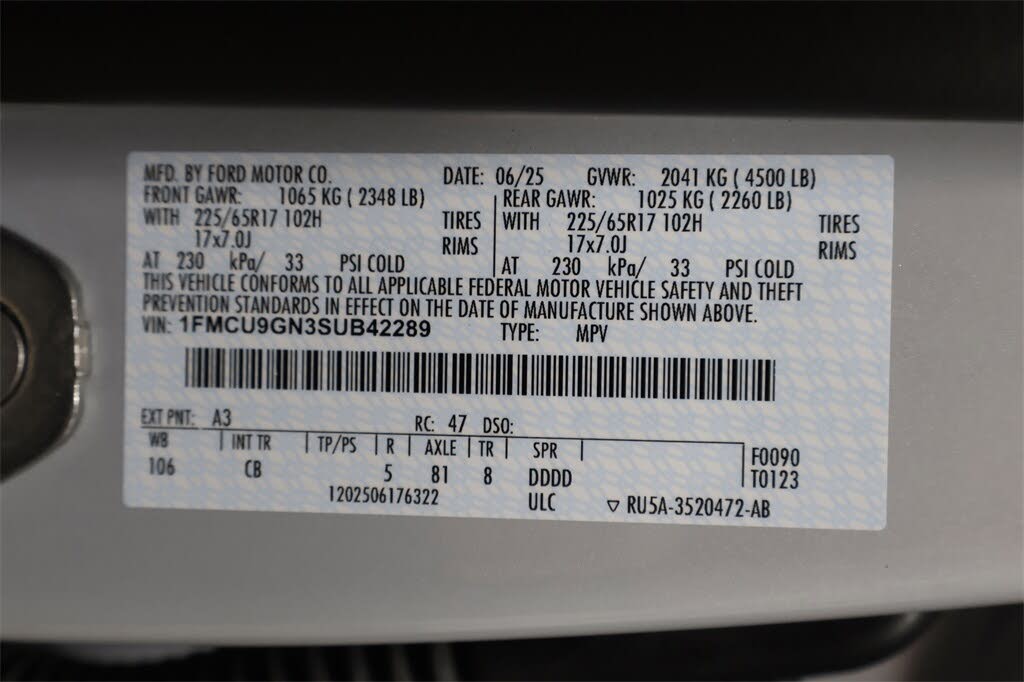 MFD. BY FORD MOTOR CO. DATE: 06/25 GVWR: 2041 KG ( 4500 LB)
FRONT GAWR: 1065 KG ( 2348 LB) REAR GAWR: 1025 KG ( 2260 LB)
WITH 225/65R17 102H TIRES WITH 225/65R17 102H TIRES
17x7.0J RIMS 17x7.0J RIMS
AT 230 kPa/ 33 PSI COLD AT 230 kPa/ 33 PSI COLD
THIS VEHICLE CONFORMS TO ALL APPLICABLE FEDERAL MOTOR VEHICLE SAFETY AND THEFT
PREVENTION STANDARDS IN EFFECT ON THE DATE OF MANUFACTURE SHOWN ABOVE.
VIN: 1FMCU9GN3SUB42289 TYPE: MPV
EXT PNT: A3 RC: 47 DSO:
WB INT TR TP/PS R AXLE TR SPR F0090
106 CB 5 81 8 DDDD T0123
1202506176322 ULC ▽ RU5A-3520472-AB